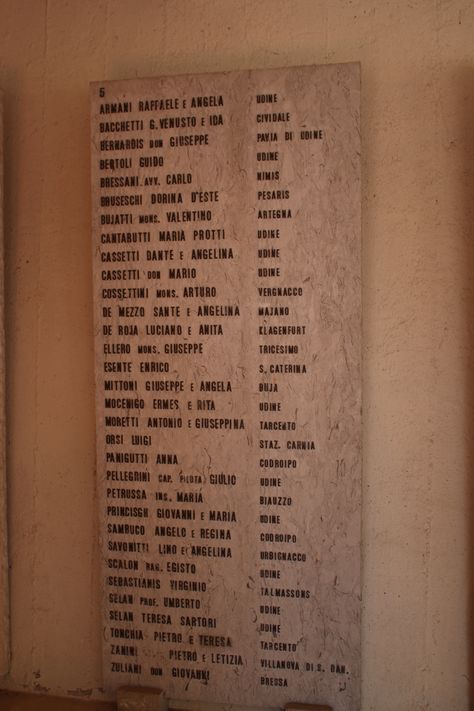 5
ARMANI RAFFAELE E ANGELA UDINE
BACCHETTI G. VENUSTO E IDA CIVIDALE
BERNARDIS DON GIUSEPPE PAVIA DI UDINE
BERTOLI GUIDO UDINE
BRESSANI AVV. CARLO NIMIS
BRUSESCHI DORINA D'ESTE PESARIS
BUJATTI MONS. VALENTINO ARTEGNA
CANTARUTTI MARIA PROTTI UDINE
CASSETTI DANTE E ANGELINA UDINE
CASSETTI DON MARIO UDINE
COSSETTINI MONS. ARTURO VERGNACCO
DE MEZZO SANTE E ANGELINA MAJANO
DE ROJA LUCIANO E ANITA KLAGENFURT
ELLERO MONS. GIUSEPPE TRICESIMO
ESENTE ENRICO S. CATERINA
MITTONI GIUSEPPE E ANGELA BUJA
MOCENIGO ERMES E RITA UDINE
MORETTI ANTONIO E GIUSEPPINA TARCENTO
ORSI LUIGI STAZ. CARNIA
PANIGUTTI ANNA CODROIPO
PELLEGRINI CAP. PILOTA GIULIO UDINE
PETRUSSA INS. MARIA BIAUZZO
PRINCISGH GIOVANNI E MARIA UDINE
SAMRUCO ANGELO E REGINA CODROIPO
SAVONITTI LINO E ANGELINA URBIGNACCO
SCALON RAG. EGISTO UDINE
SEBASTIANIS VIRGINIO TALMASSONS
SELAN PROF. UMBERTO UDINE
SELAN TERESA SARTORI UDINE
TONCHIA PIETRO E TERESA TARCENTO
ZANINI PIETRO E LETIZIA VILLANOVA DI S. DAN.
ZULIANI DON GIOVANNI BRESSA